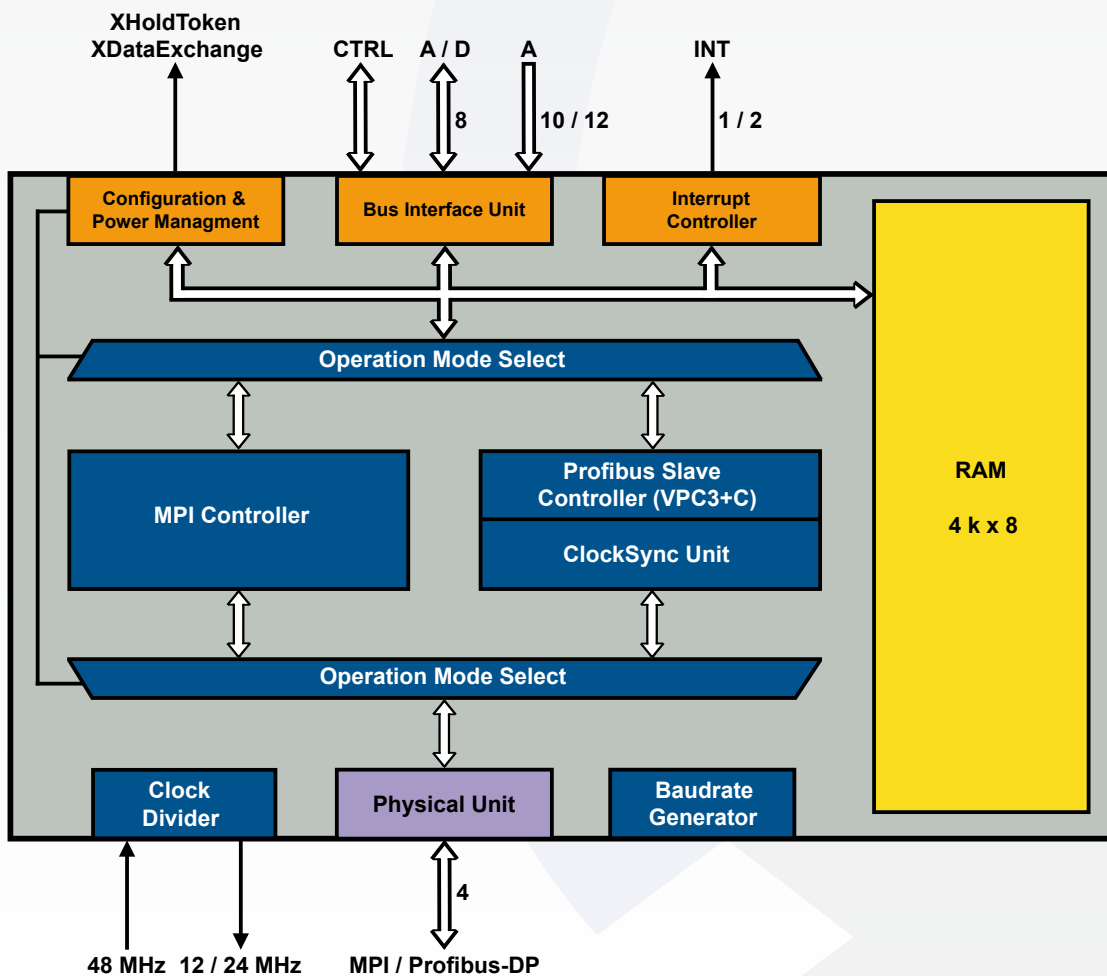 XHoldToken
XDataExchange
CTRL
A / D
A
INT
8
10 / 12
1 / 2
Configuration &
Power Managment
Bus Interface Unit
Interrupt
Controller
Operation Mode Select
MPI Controller
Profibus Slave
Controller (VPC3+C)
ClockSync Unit
RAM
4 k x 8
Operation Mode Select
Clock
Divider
Physical Unit
Baudrate
Generator
4
48 MHz
12 / 24 MHz
MPI / Profibus-DP